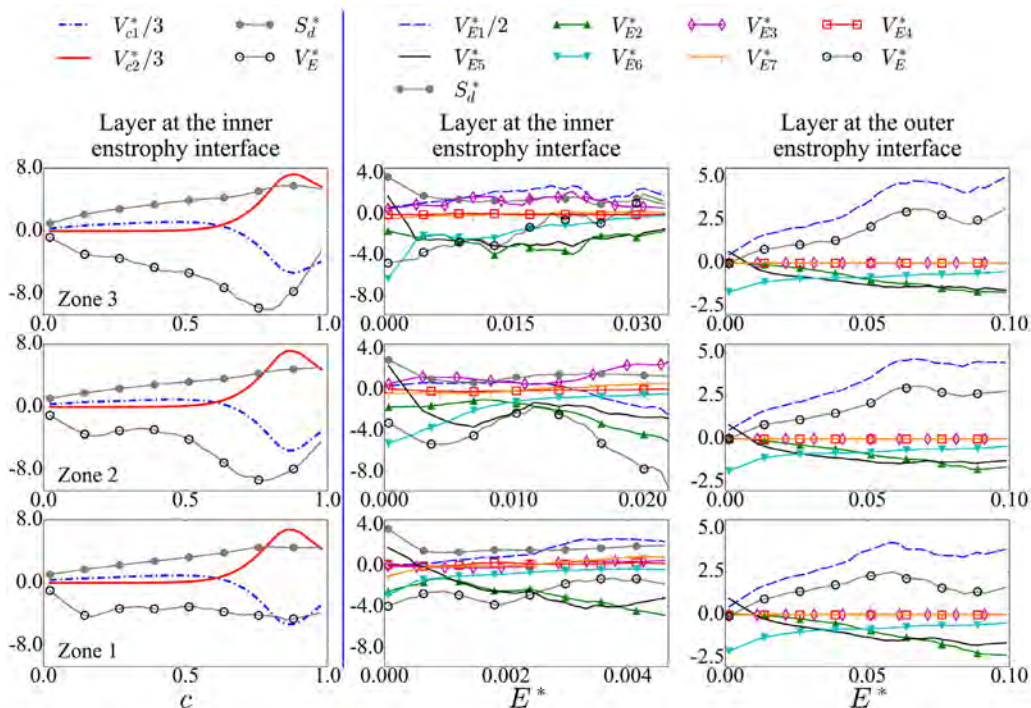 V*c1/3 S*d V*E1/2 V*E2 V*E3 V*E4
V*c2/3 V*E V*E5 V*E6 V*E7 V*E
S*d
Layer at the inner enstrophy interface
Layer at the inner enstrophy interface
Layer at the outer enstrophy interface
8.0 0.0 -8.0
Zone 3
0.0 0.5 1.0
4.0 0.0 -4.0 -8.0
0.000 0.015 0.030
5.0 2.5 0.0 -2.5
0.00 0.05 0.10
8.0 0.0 -8.0
Zone 2
0.0 0.5 1.0
4.0 0.0 -4.0 -8.0
0.000 0.010 0.020
5.0 2.5 0.0 -2.5
0.00 0.05 0.10
8.0 0.0 -8.0
Zone 1
0.0 0.5 1.0
4.0 0.0 -4.0 -8.0
0.000 0.002 0.004
5.0 2.5 0.0 -2.5
0.00 0.05 0.10
c E* E*